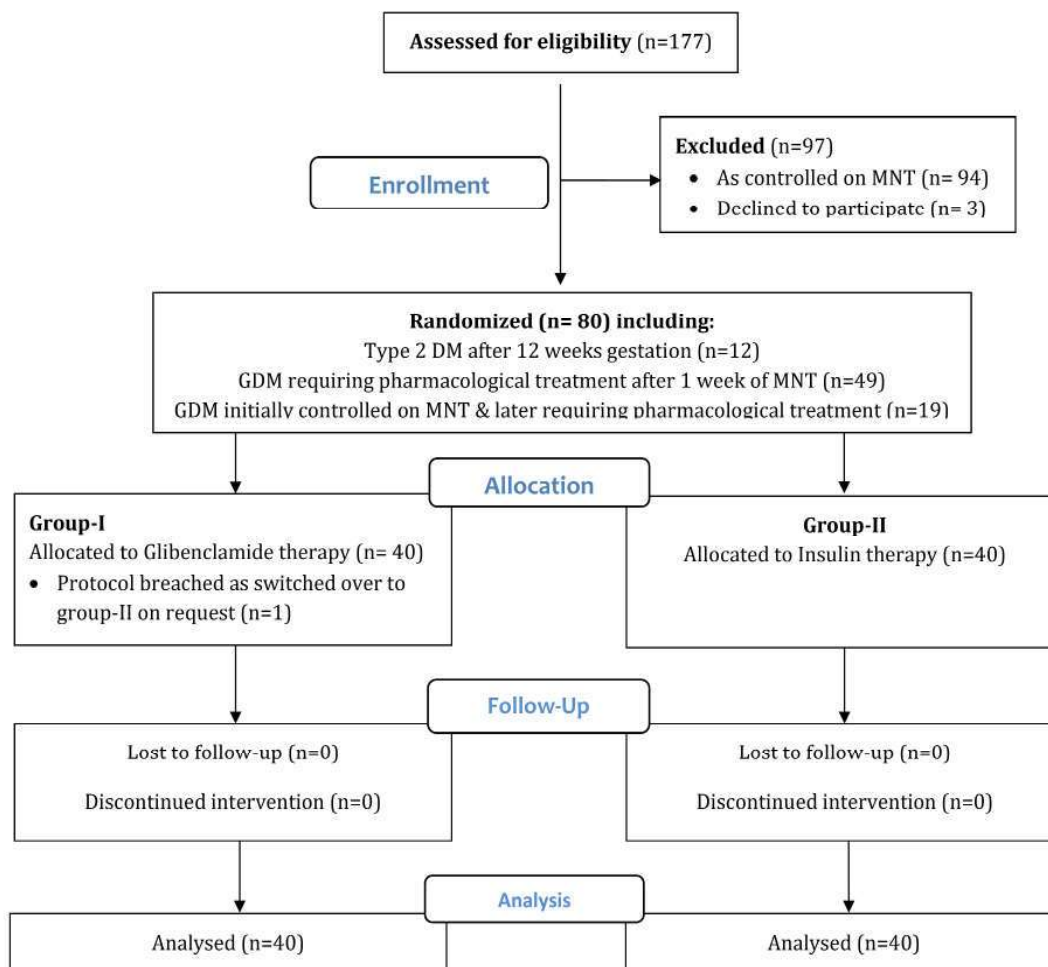 Assessed for eligibility (n=177)
Excluded (n=97)
• As controlled on MNT (n= 94)
• Declined to participate (n= 3)
Enrollment
Randomized (n= 80) including:
Type 2 DM after 12 weeks gestation (n=12)
GDM requiring pharmacological treatment after 1 week of MNT (n=49)
GDM initially controlled on MNT & later requiring pharmacological treatment (n=19)
Allocation
Group-I
Allocated to Glibenclamide therapy (n= 40)
• Protocol breached as switched over to
group-II on request (n=1)
Group-II
Allocated to Insulin therapy (n=40)
Follow-Up
Lost to follow-up (n=0)
Discontinued intervention (n=0)
Lost to follow-up (n=0)
Discontinued intervention (n=0)
Analysis
Analysed (n=40)
Analysed (n=40)